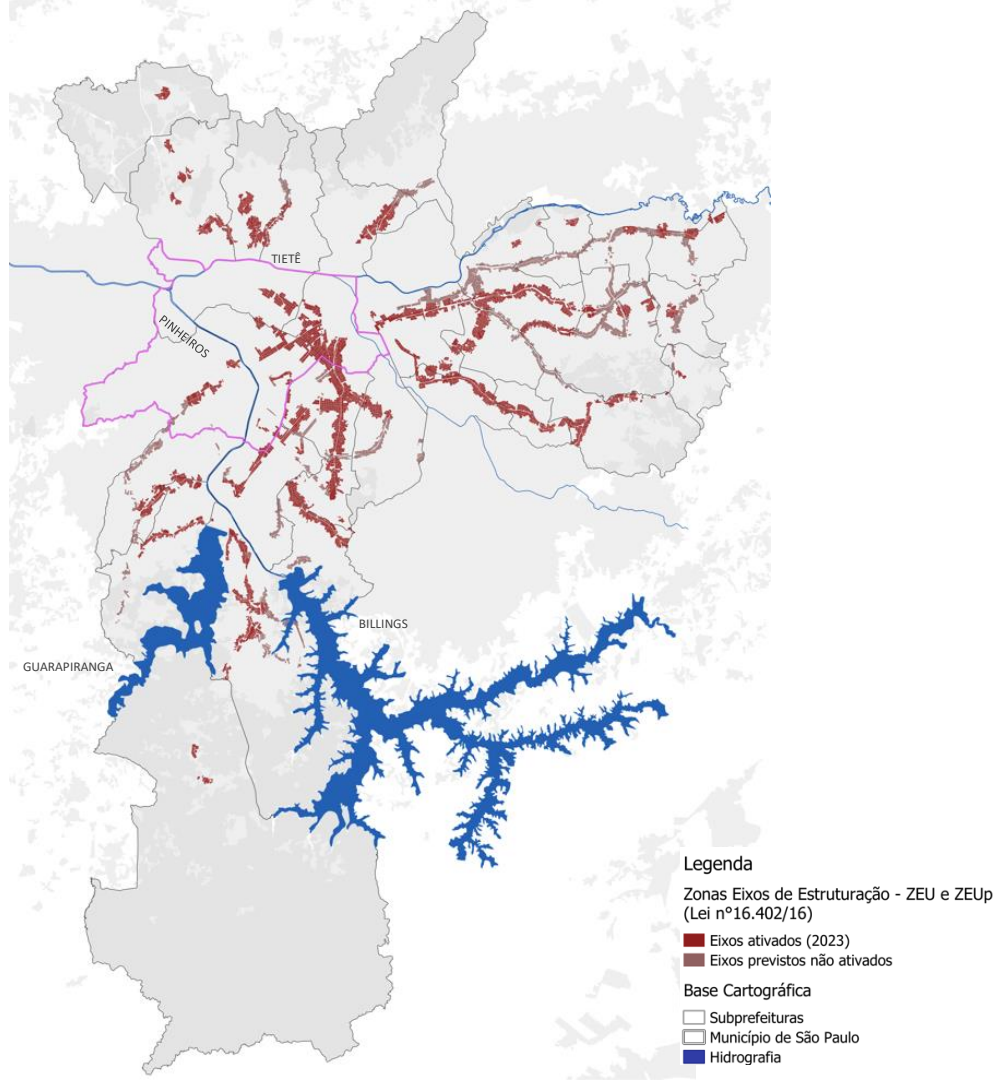 TIETÊ
PINHEIROS
BILLINGS
GUARAPIRANGA
Legenda
Zonas Eixos de Estruturação - ZEU e ZEUp
(Lei n°16.402/16)
Eixos ativados (2023)
Eixos previstos não ativados
Base Cartográfica
Subprefeituras
Município de São Paulo
Hidrografia